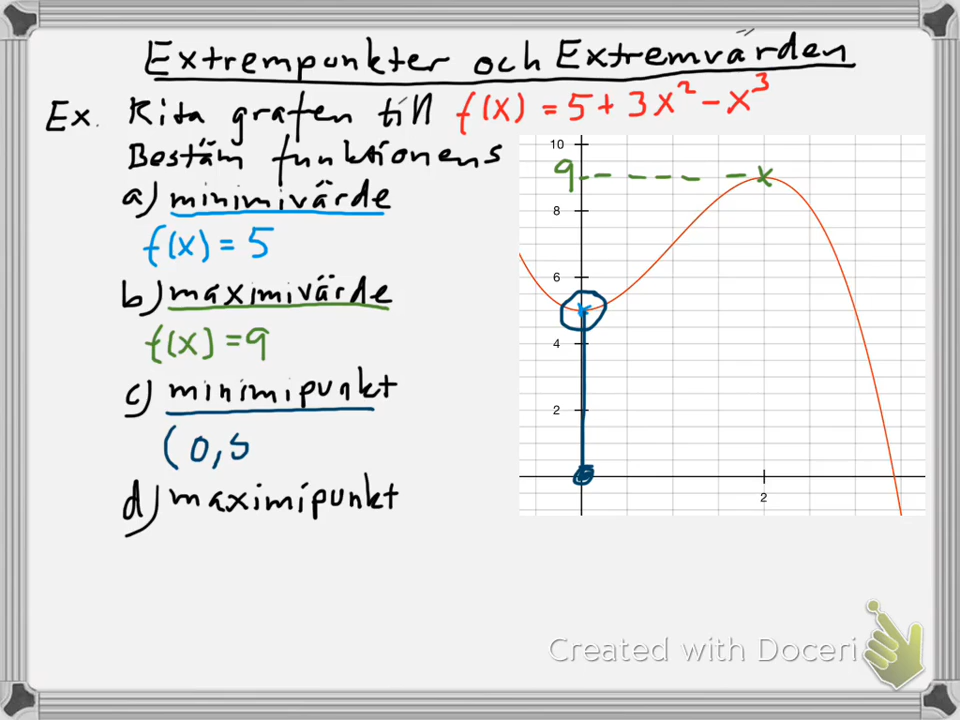 Extrempunkter och Extremvärden
Ex. Rita grafen till f(x) = 5 + 3x² - x³
Bestäm funktionens
a) minimivärde
f(x) = 5
b) maximivärde
f(x) = 9
c) minimipunkt
(0,5
d) maximipunkt
10
9
8
6
4
2
2
Created with Doceri